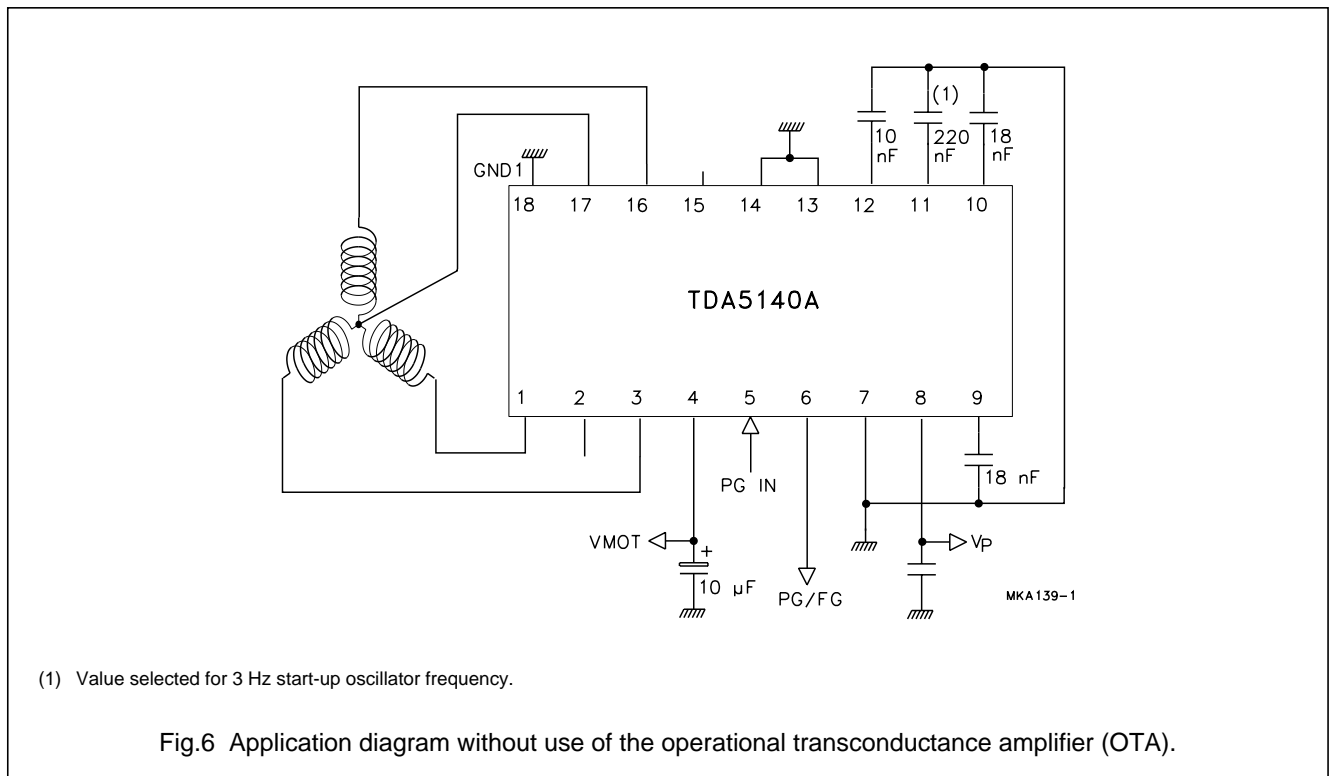 (1)
10 nF
220 nF
18 nF
GND1
18 17 16 15 14 13 12 11 10
TDA5140A
1 2 3 4 5 6 7 8 9
18 nF
PG IN
VMOT
+
VP
10 µF
PG/FG
MKA139-1
(1) Value selected for 3 Hz start-up oscillator frequency.
Fig.6 Application diagram without use of the operational transconductance amplifier (OTA).